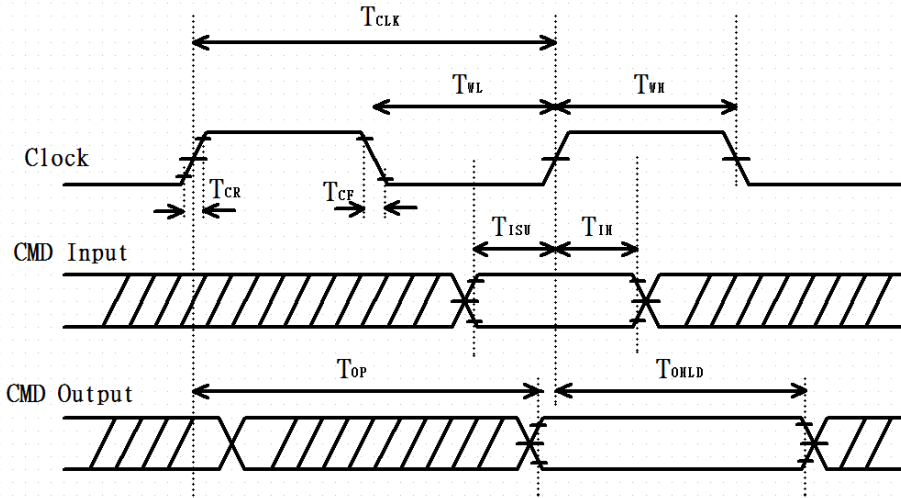 TCLK
TWL TWH
Clock
TCR TCF
TISU TIH
CMD Input
TOP TOHLD
CMD Output